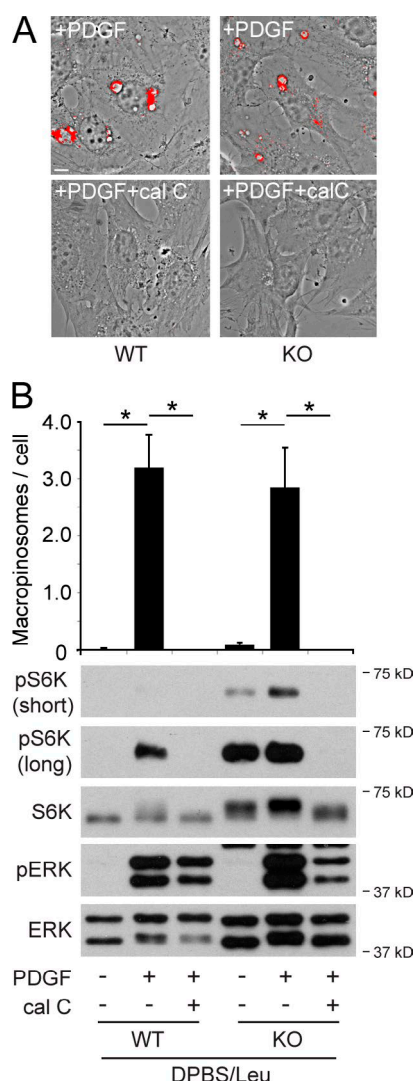 A
+PDGF +PDGF
+PDGF+cal C +PDGF+calC
WT KO
B
* * * *
4.0
3.0
2.0
1.0
0
Macropinosomes / cell
pS6K (short) 75 kD
pS6K (long)
S6K 75 kD
pERK 37 kD
ERK 37 kD
PDGF - + + - + +
cal C - - + - - +
WT KO
DPBS/Leu